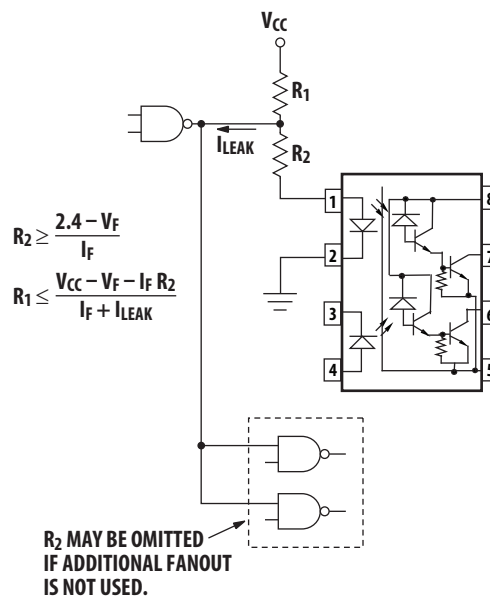 VCC
R1
ILEAK
R2
1
2
3
4
8
7
6
5
R2 ≥ 2.4 – VF / IF
R1 ≤ VCC – VF – IF R2 / IF + ILEAK
R2 MAY BE OMITTED
IF ADDITIONAL FANOUT
IS NOT USED.